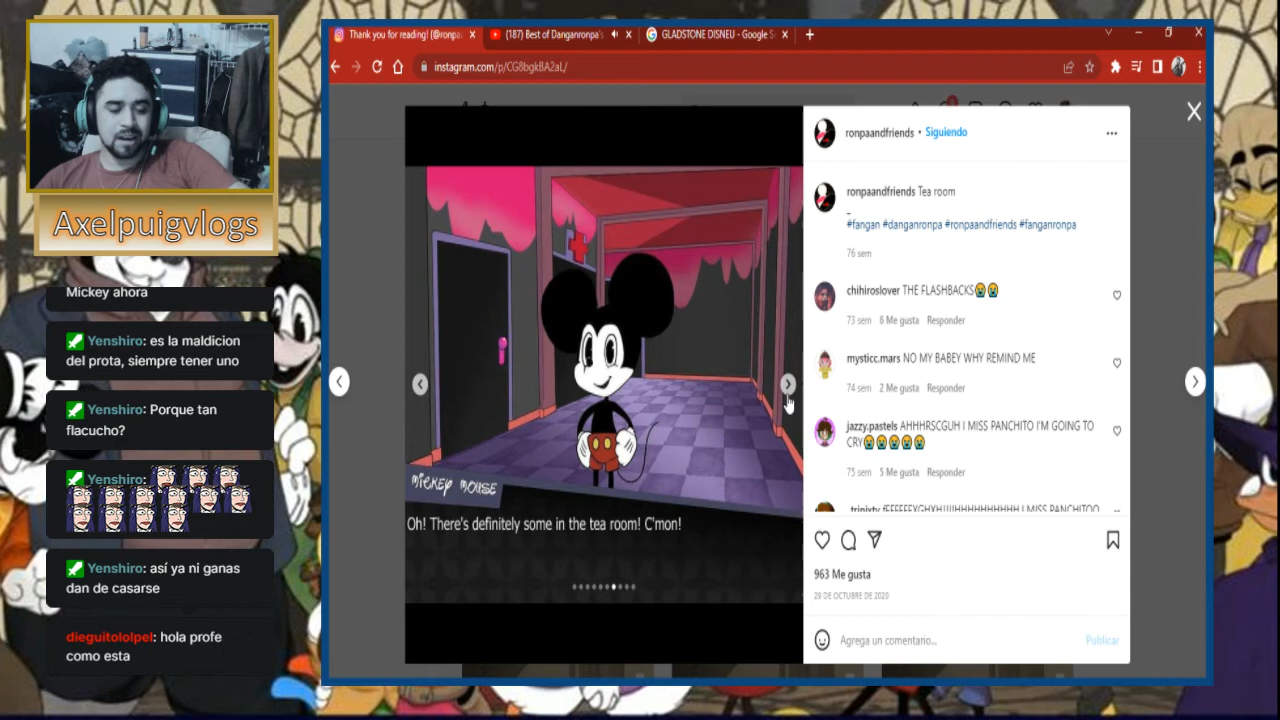 Thank you for reading! (@ronpa
(187) Best of Danganronpa's
GLADSTONE DISNEU - Google S
instagram.com/p/CG8bgkBA2aL/
Axelpuigvlogs
Mickey ahora
Yenshiro: es la maldicion
del prota, siempre tener uno
Yenshiro: Porque tan
flacucho?
Yenshiro:
Yenshiro: así ya ni ganas
dan de casarse
dieguitololpel: hola profe
como esta
MICKEY MOUSE
Oh! There's definitely some in the tea room! C'mon!
ronpaandfriends • Siguiendo
ronpaandfriends Tea room
_
#fangan #danganronpa #ronpaandfriends #fanganronpa
76 sem
chihiroslover THE FLASHBACKS😭😭
73 sem 6 Me gusta Responder
mysticc.mars NO MY BABEY WHY REMIND ME
74 sem 2 Me gusta Responder
jazzy.pastels AHHHRSCGUH I MISS PANCHITO I'M GOING TO
CRY😭😭😭😭😭
75 sem 5 Me gusta Responder
I MISS PANCHITOO
963 Me gusta
29 DE OCTUBRE DE 2020
Agrega un comentario...
Publicar